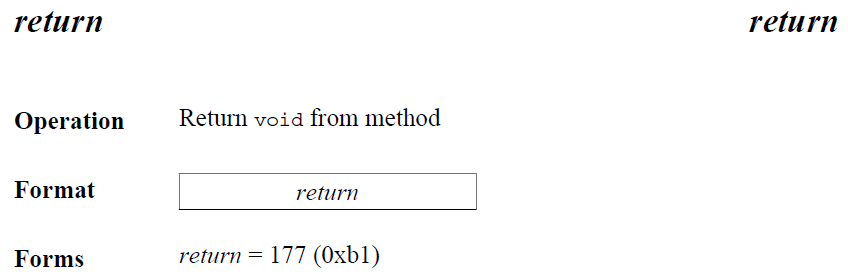 return return
Operation Return void from method
Format return
Forms return = 177 (0xb1)